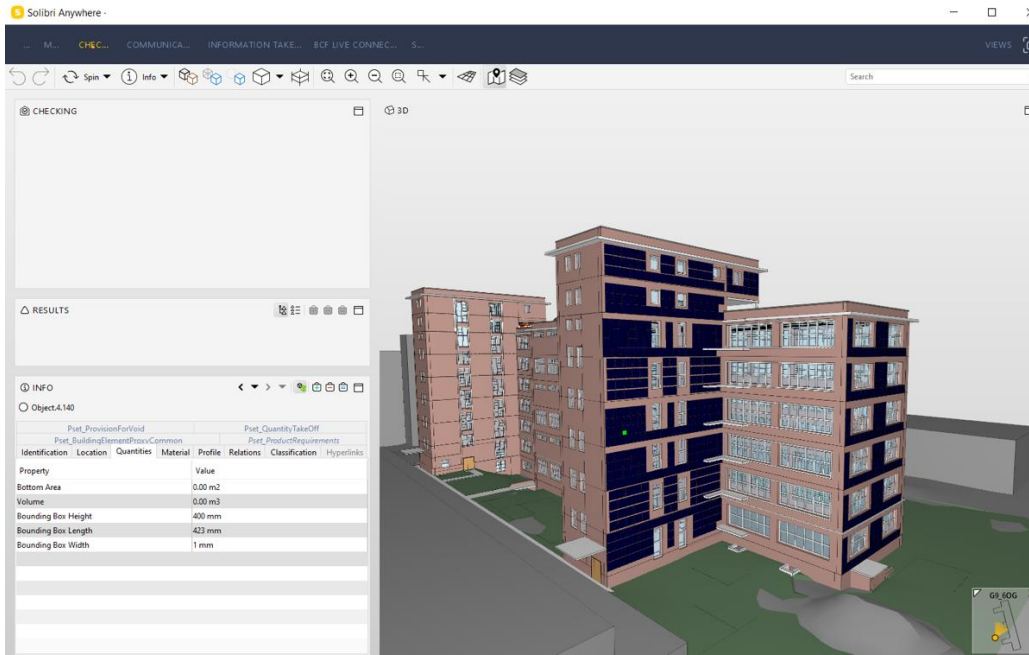 Solibri Anywhere -
... M... CHEC... COMMUNICA... INFORMATION TAKE... BCF LIVE CONNEC... S... VIEWS
Spin Info Search
CHECKING
3D
RESULTS
INFO
Object.4.140
Pset_ProvisionForVoid Pset_QuantityTakeOff
Pset_BuildingElementProxyCommon Pset_ProductRequirements
Identification Location Quantities Material Profile Relations Classification Hyperlinks
Property Value
Bottom Area 0.00 m2
Volume 0.00 m3
Bounding Box Height 400 mm
Bounding Box Length 423 mm
Bounding Box Width 1 mm
G9_6OG